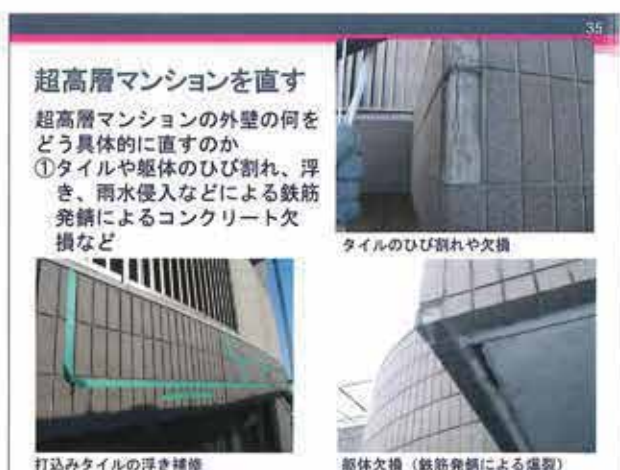 35
超高層マンションを直す
超高層マンションの外壁の何を
どう具体的に直すのか
①タイルや躯体のひび割れ、浮
き、雨水侵入などによる鉄筋
発錆によるコンクリート欠
損など
タイルのひび割れや欠損
打込みタイルの浮き補修
躯体欠損（鉄筋発錆による爆裂）